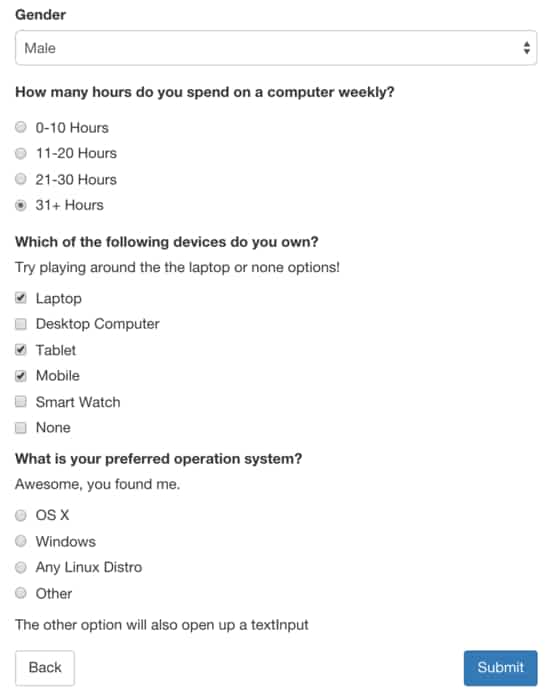 Gender
Male
How many hours do you spend on a computer weekly?
0-10 Hours
11-20 Hours
21-30 Hours
31+ Hours
Which of the following devices do you own?
Try playing around the the laptop or none options!
Laptop
Desktop Computer
Tablet
Mobile
Smart Watch
None
What is your preferred operation system?
Awesome, you found me.
OS X
Windows
Any Linux Distro
Other
The other option will also open up a textInput
Back Submit